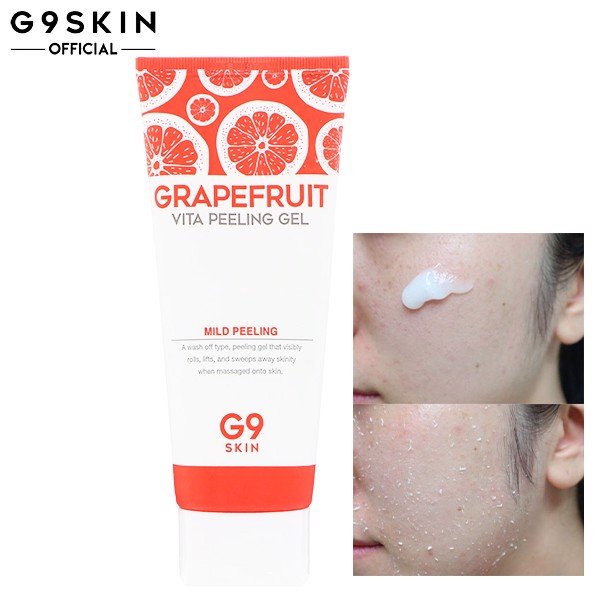 G9SKIN
OFFICIAL
GRAPEFRUIT
VITA PEELING GEL
MILD PEELING
A wash off type, peeling gel that visibly
rolls, lifts, and sweeps away skinity
when massaged onto skin.
G9
SKIN